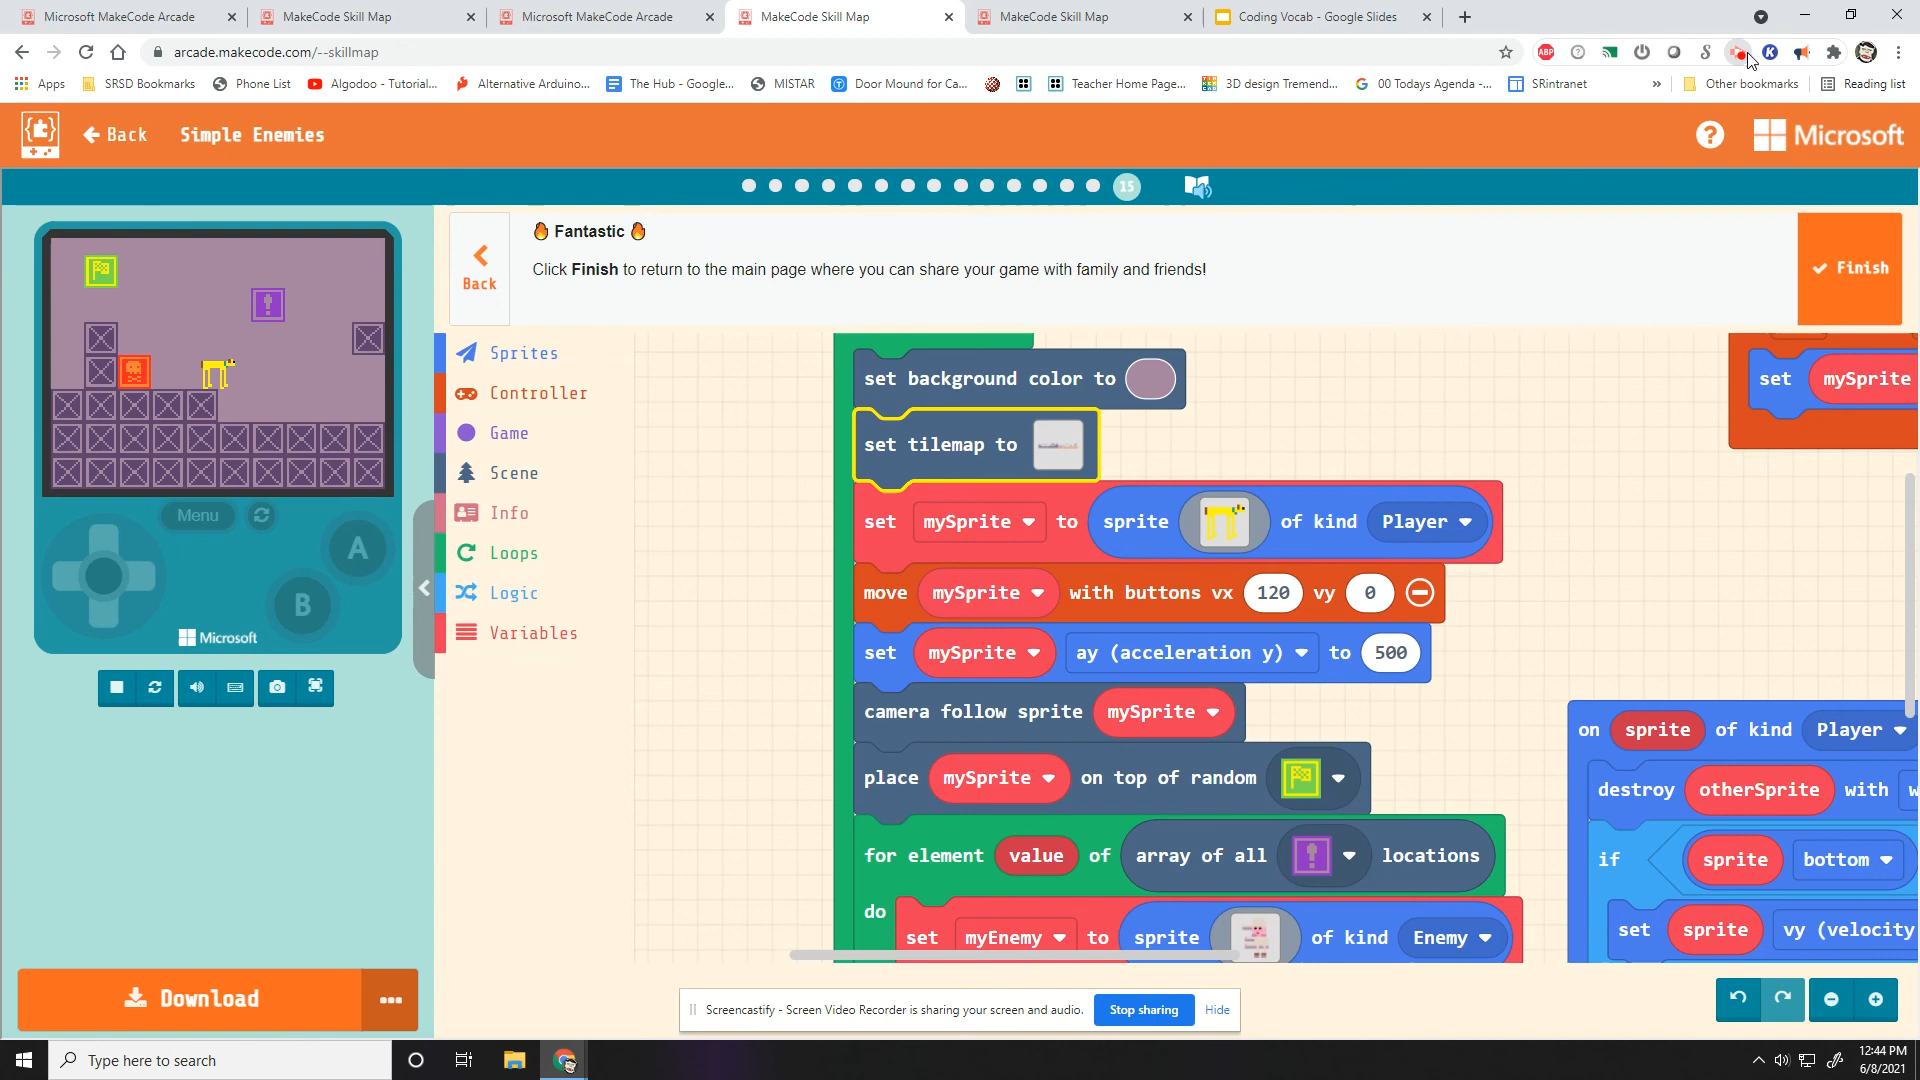 Microsoft MakeCode Arcade
MakeCode Skill Map
Microsoft MakeCode Arcade
MakeCode Skill Map
MakeCode Skill Map
Coding Vocab - Google Slides
arcade.makecode.com/--skillmap
ABP
Apps
SRSD Bookmarks
Phone List
Algodoo - Tutorial...
Alternative Arduino...
The Hub - Google...
MISTAR
Door Mound for Ca...
Teacher Home Page...
3D design Tremend...
00 Todays Agenda -...
SRintranet
Other bookmarks
Reading list
Back
Simple Enemies
Microsoft
15
Back
Fantastic
Click Finish to return to the main page where you can share your game with family and friends!
Finish
Menu
A
B
Microsoft
Sprites
Controller
Game
Scene
Info
Loops
Logic
Variables
set background color to
set tilemap to
set mySprite to sprite of kind Player
move mySprite with buttons vx 120 vy 0
set mySprite ay (acceleration y) to 500
camera follow sprite mySprite
place mySprite on top of random
for element value of array of all locations
do
set myEnemy to sprite of kind Enemy
set mySprite
on sprite of kind Player
destroy otherSprite with
if sprite bottom
set sprite vy (velocity
Download
Screencastify - Screen Video Recorder is sharing your screen and audio.
Stop sharing
Hide
Type here to search
12:44 PM
6/8/2021